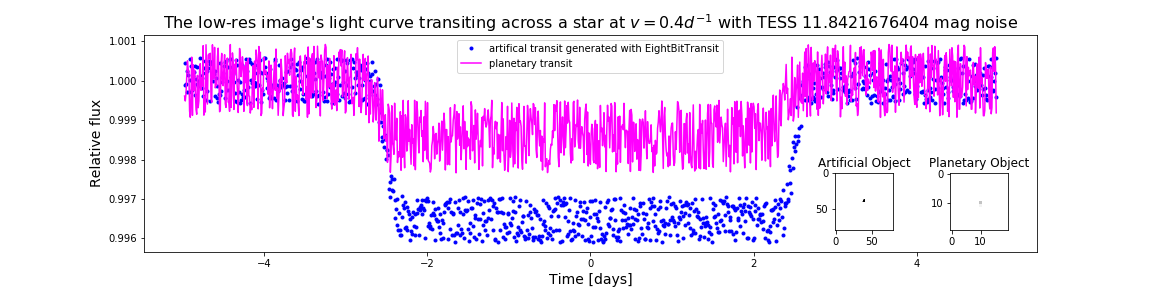 The low-res image's light curve transiting across a star at v = 0.4d⁻¹ with TESS 11.8421676404 mag noise
artifical transit generated with EightBitTransit
planetary transit
Relative flux
1.001
1.000
0.999
0.998
0.997
0.996
Artificial Object
0
50
0
50
Planetary Object
0
10
0
10
−4
−2
0
2
4
Time [days]